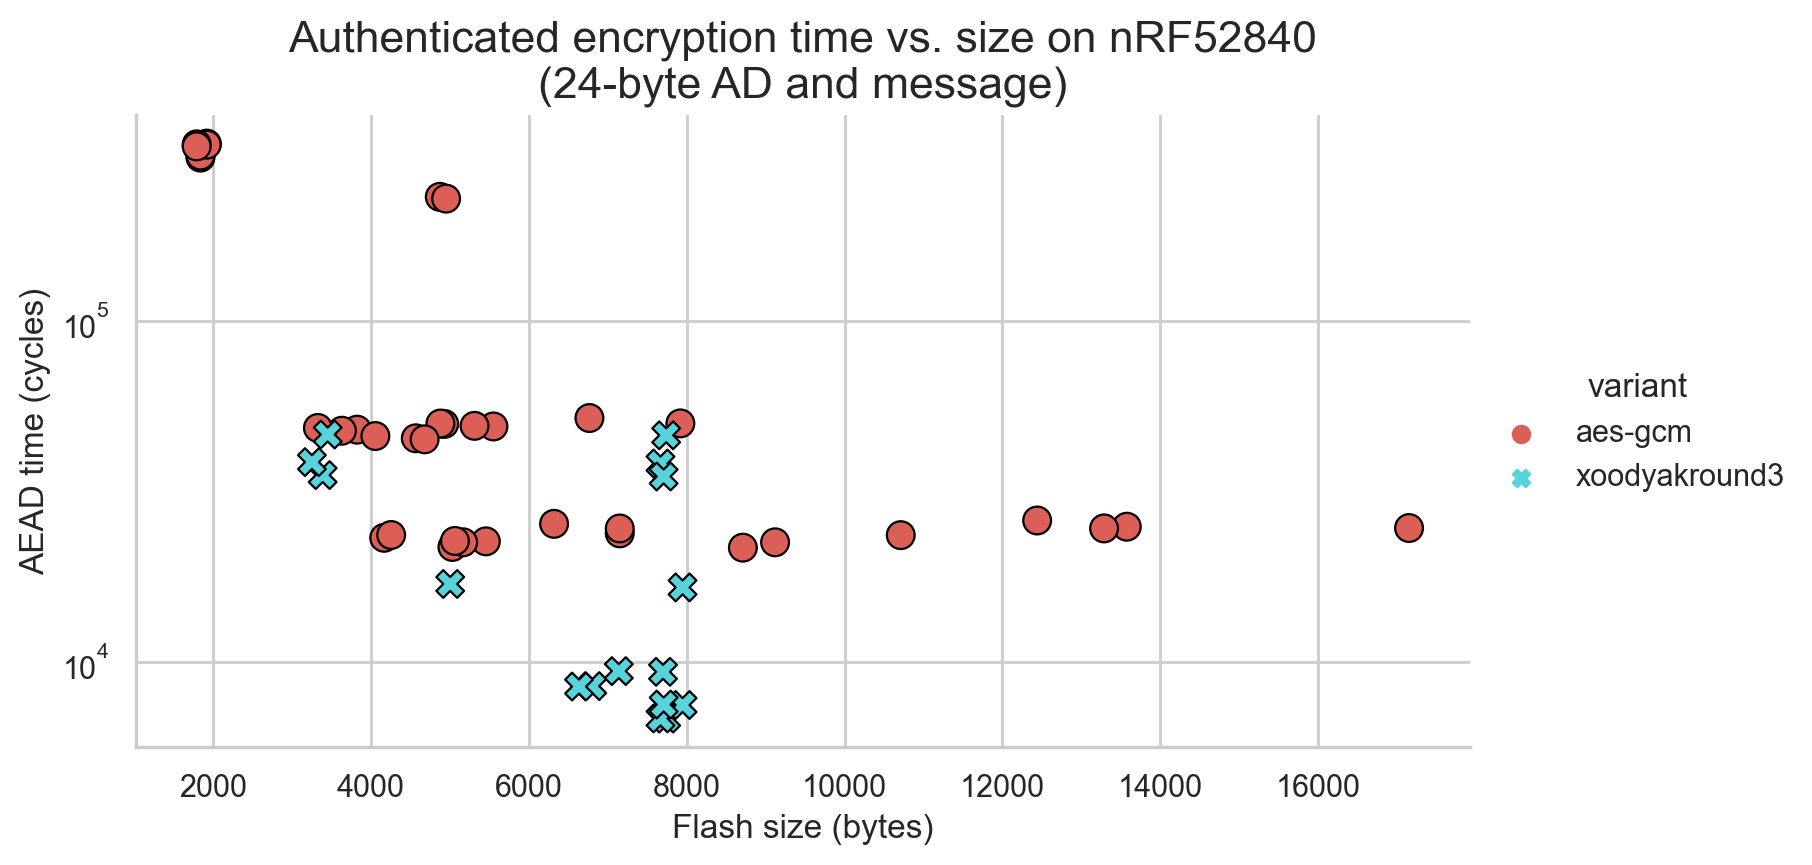 Authenticated encryption time vs. size on nRF52840
(24-byte AD and message)
AEAD time (cycles)
10^5
10^4
2000 4000 6000 8000 10000 12000 14000 16000
Flash size (bytes)
variant
aes-gcm
xoodyakround3